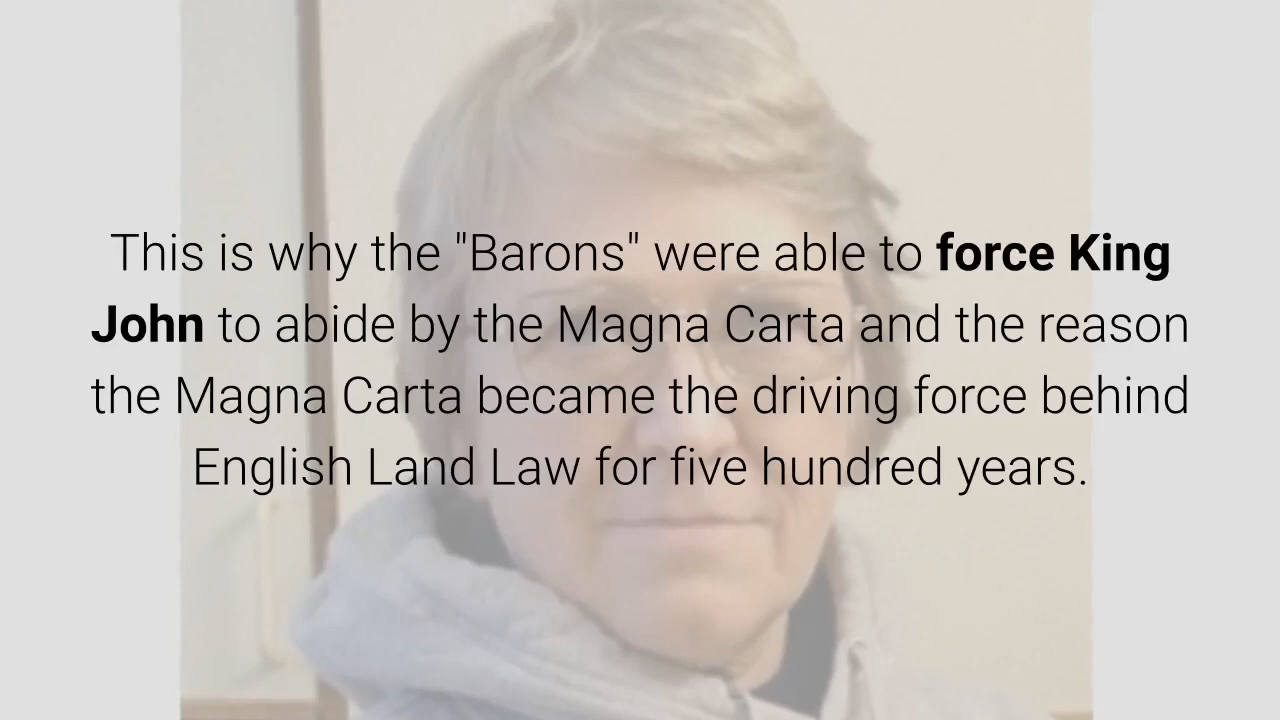 This is why the "Barons" were able to force King
John to abide by the Magna Carta and the reason
the Magna Carta became the driving force behind
English Land Law for five hundred years.